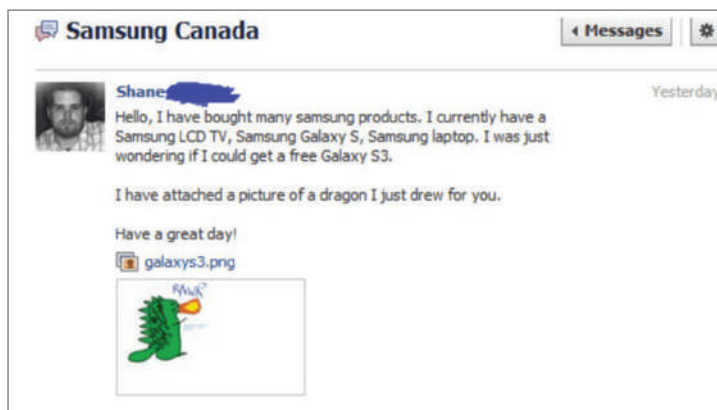 Samsung Canada
Messages
Shane
Yesterday
Hello, I have bought many samsung products. I currently have a
Samsung LCD TV, Samsung Galaxy S, Samsung laptop. I was just
wondering if I could get a free Galaxy S3.
I have attached a picture of a dragon I just drew for you.
Have a great day!
galaxys3.png
RAWR